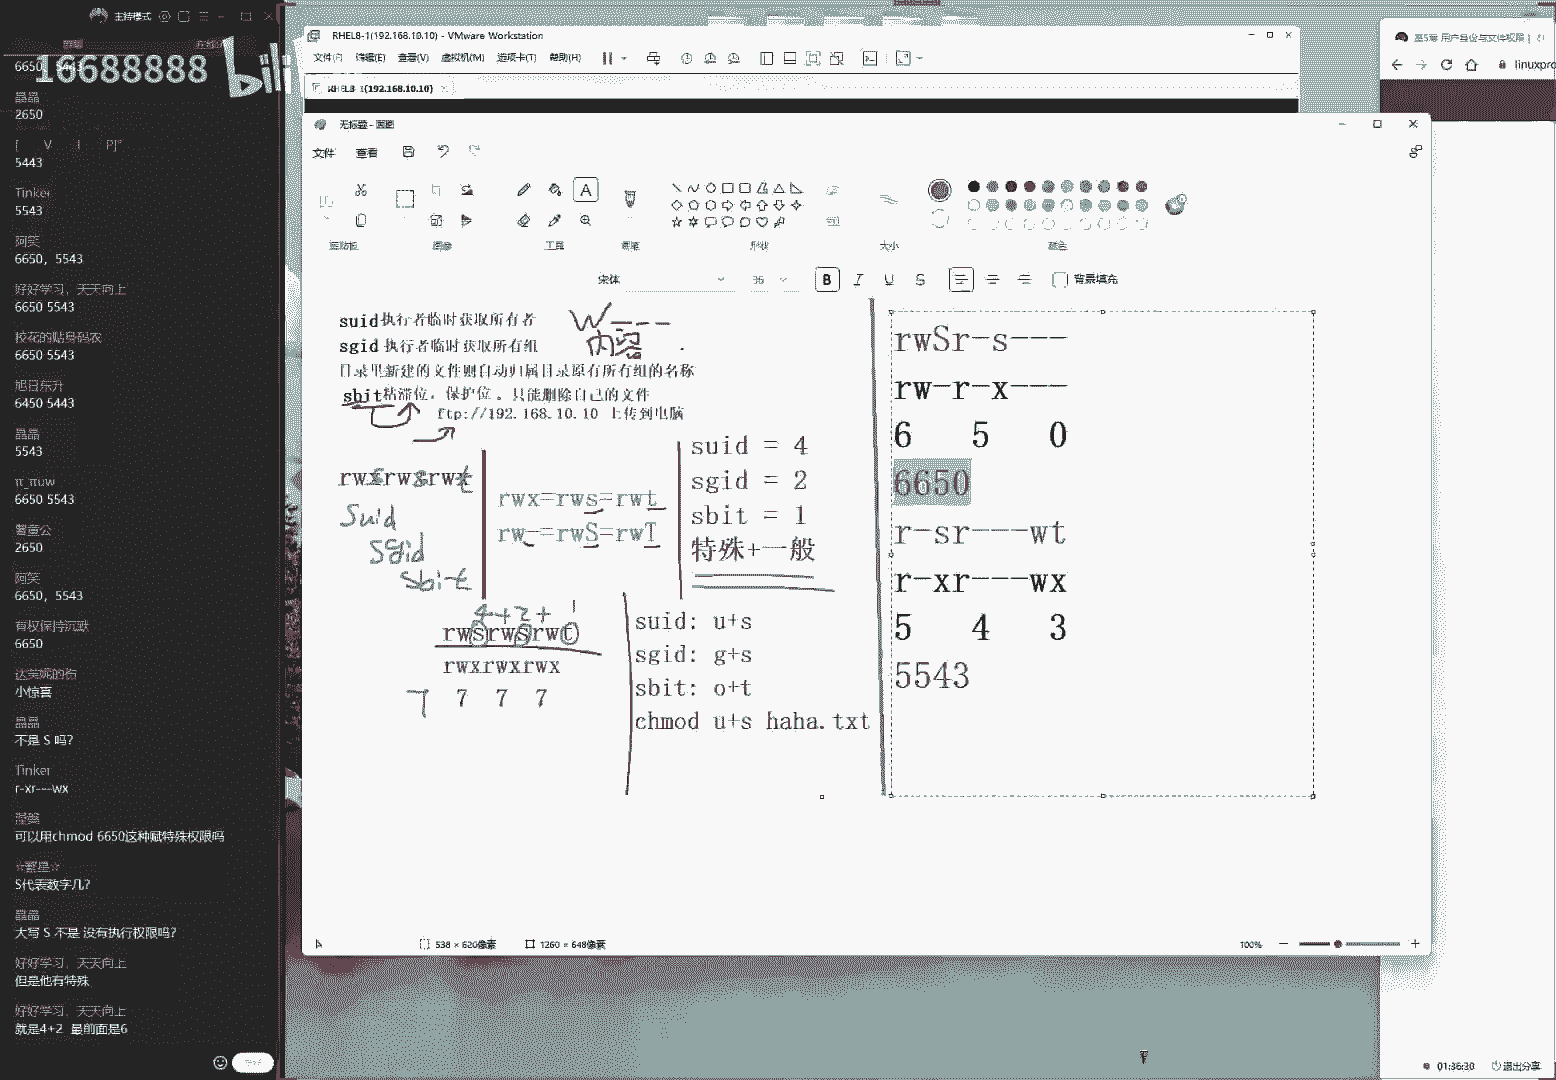 主持模式
6650 5443
16688888
bili
晶晶
2650
[ V I P]°
5443
Tinker
5543
阿笑
6650，5543
好好学习，天天向上
6650 5543
校花的贴身码农
6650 5543
旭日东升
6450 5443
晶晶
5543
6650 5543
2650
阿笑
6650，5543
有权保持沉默
6650
小惊喜
晶晶
不是 S 吗？
Tinker
r-xr---wx
可以用chmod 6650这种赋特殊权限吗
☆繁星☆
S代表数字几？
晶晶
大写 S 不是 没有执行权限吗？
好好学习，天天向上
但是他有特殊
好好学习，天天向上
就是4+2 最前面是6
RHEL8-1(192.168.10.10) - VMware Workstation
文件(F) 编辑(E) 查看(V) 虚拟机(M) 选项卡(T) 帮助(H)
RHEL8-1(192.168.10.10)
第5章 用户身份与文件权限
linuxpro
无标题 - 画图
文件 查看
A
剪贴板 图像 工具 画笔 形状 大小 颜色
宋体 36 B I U S 背景填充
suid执行者临时获取所有者
sgid 执行者临时获取所有组
目录里新建的文件则自动归属目录原有所有组的名称
sbit粘滞位，保护位 。只能删除自己的文件
ftp://192.168.10.10 上传到电脑
W---
内容
Suid
sgid
sbit
rwx=rws=rwt
rw-=rwS=rwT
suid = 4
sgid = 2
sbit = 1
特殊+一般
4+2+1
rwsrwsrwt
rwxrwxrwx
7 7 7 7
suid: u+s
sgid: g+s
sbit: o+t
chmod u+s haha.txt
rwSr-s---
rw-r-x---
6 5 0
6650
r-sr---wt
r-xr---wx
5 4 3
5543
538 × 620像素
1260 × 648像素
100%
01:36:30
退出分享